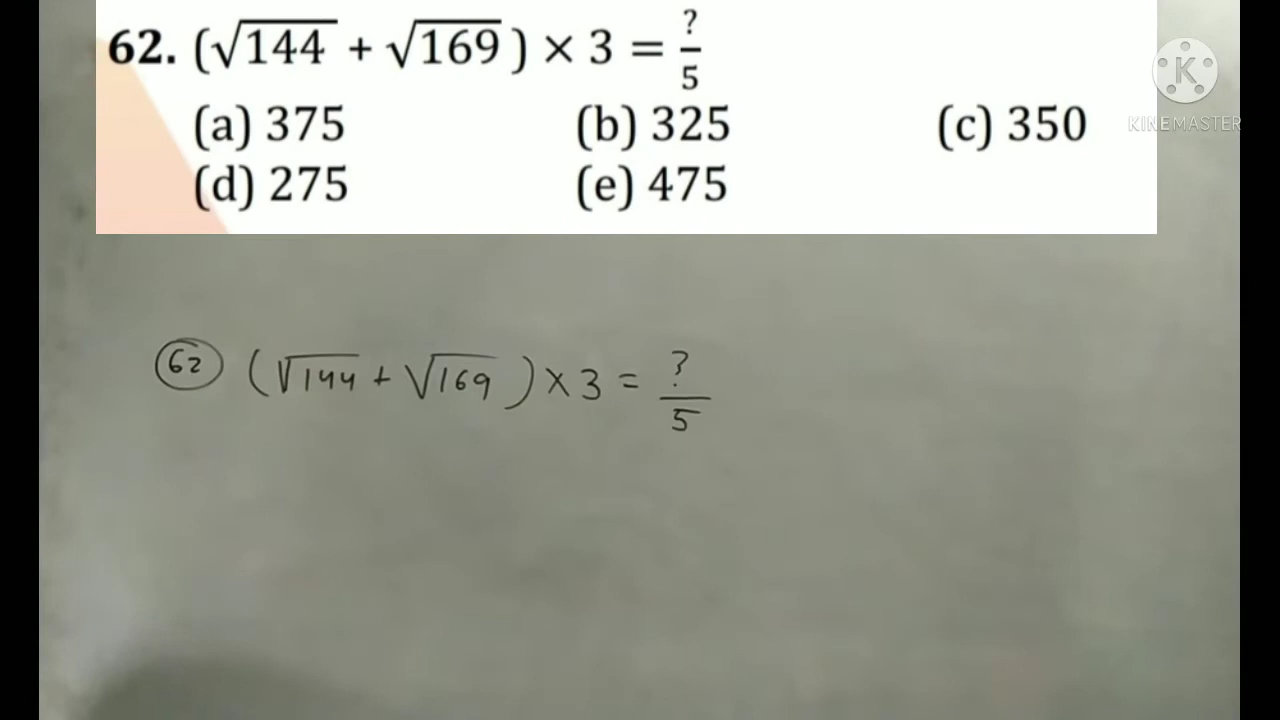 62. (√144 + √169) × 3 = ?/5
(a) 375 (b) 325 (c) 350
(d) 275 (e) 475
KINEMASTER
62 (√144 + √169) × 3 = ?/5